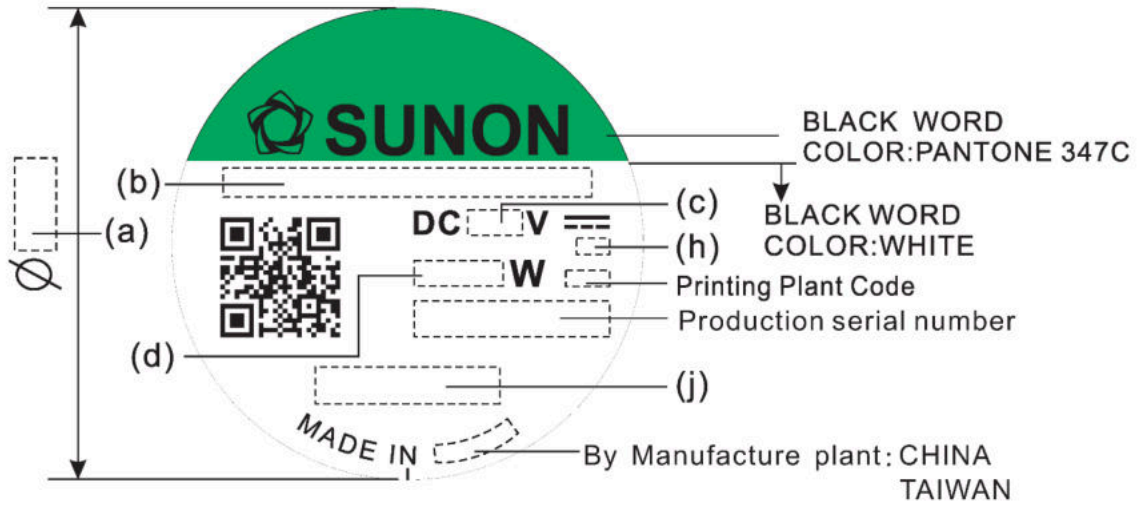 SUNON
BLACK WORD
COLOR:PANTONE 347C
(b)
(c)
DC V
BLACK WORD
COLOR:WHITE
(a)
(h)
Ø
W
Printing Plant Code
Production serial number
(d)
(j)
MADE IN
By Manufacture plant: CHINA
TAIWAN